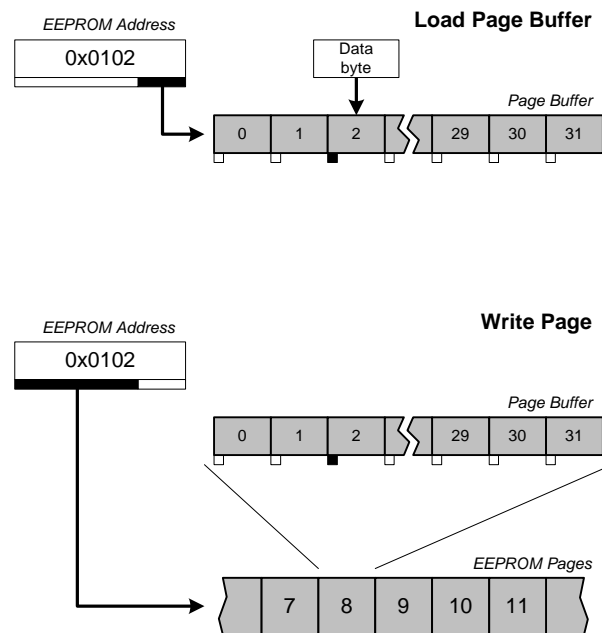 Load Page Buffer
EEPROM Address
0x0102
Data
byte
Page Buffer
0 1 2 29 30 31
Write Page
EEPROM Address
0x0102
Page Buffer
0 1 2 29 30 31
EEPROM Pages
7 8 9 10 11